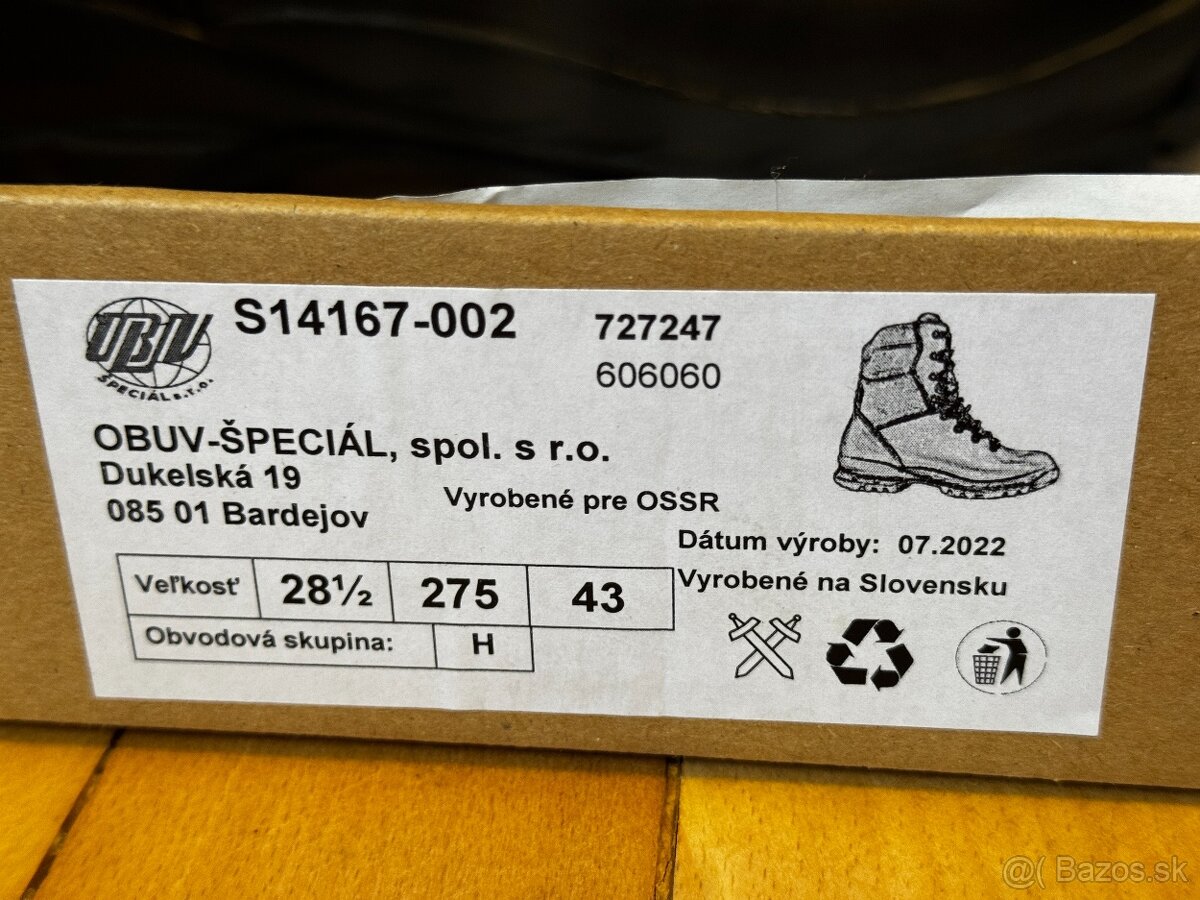 UBIV
ŠPECIÁL s.r.o.
S14167-002
727247
606060
OBUV-ŠPECIÁL, spol. s r.o.
Dukelská 19
085 01 Bardejov
Vyrobené pre OSSR
Dátum výroby: 07.2022
Vyrobené na Slovensku
Veľkosť 28½ 275 43
Obvodová skupina: H
@( Bazos.sk